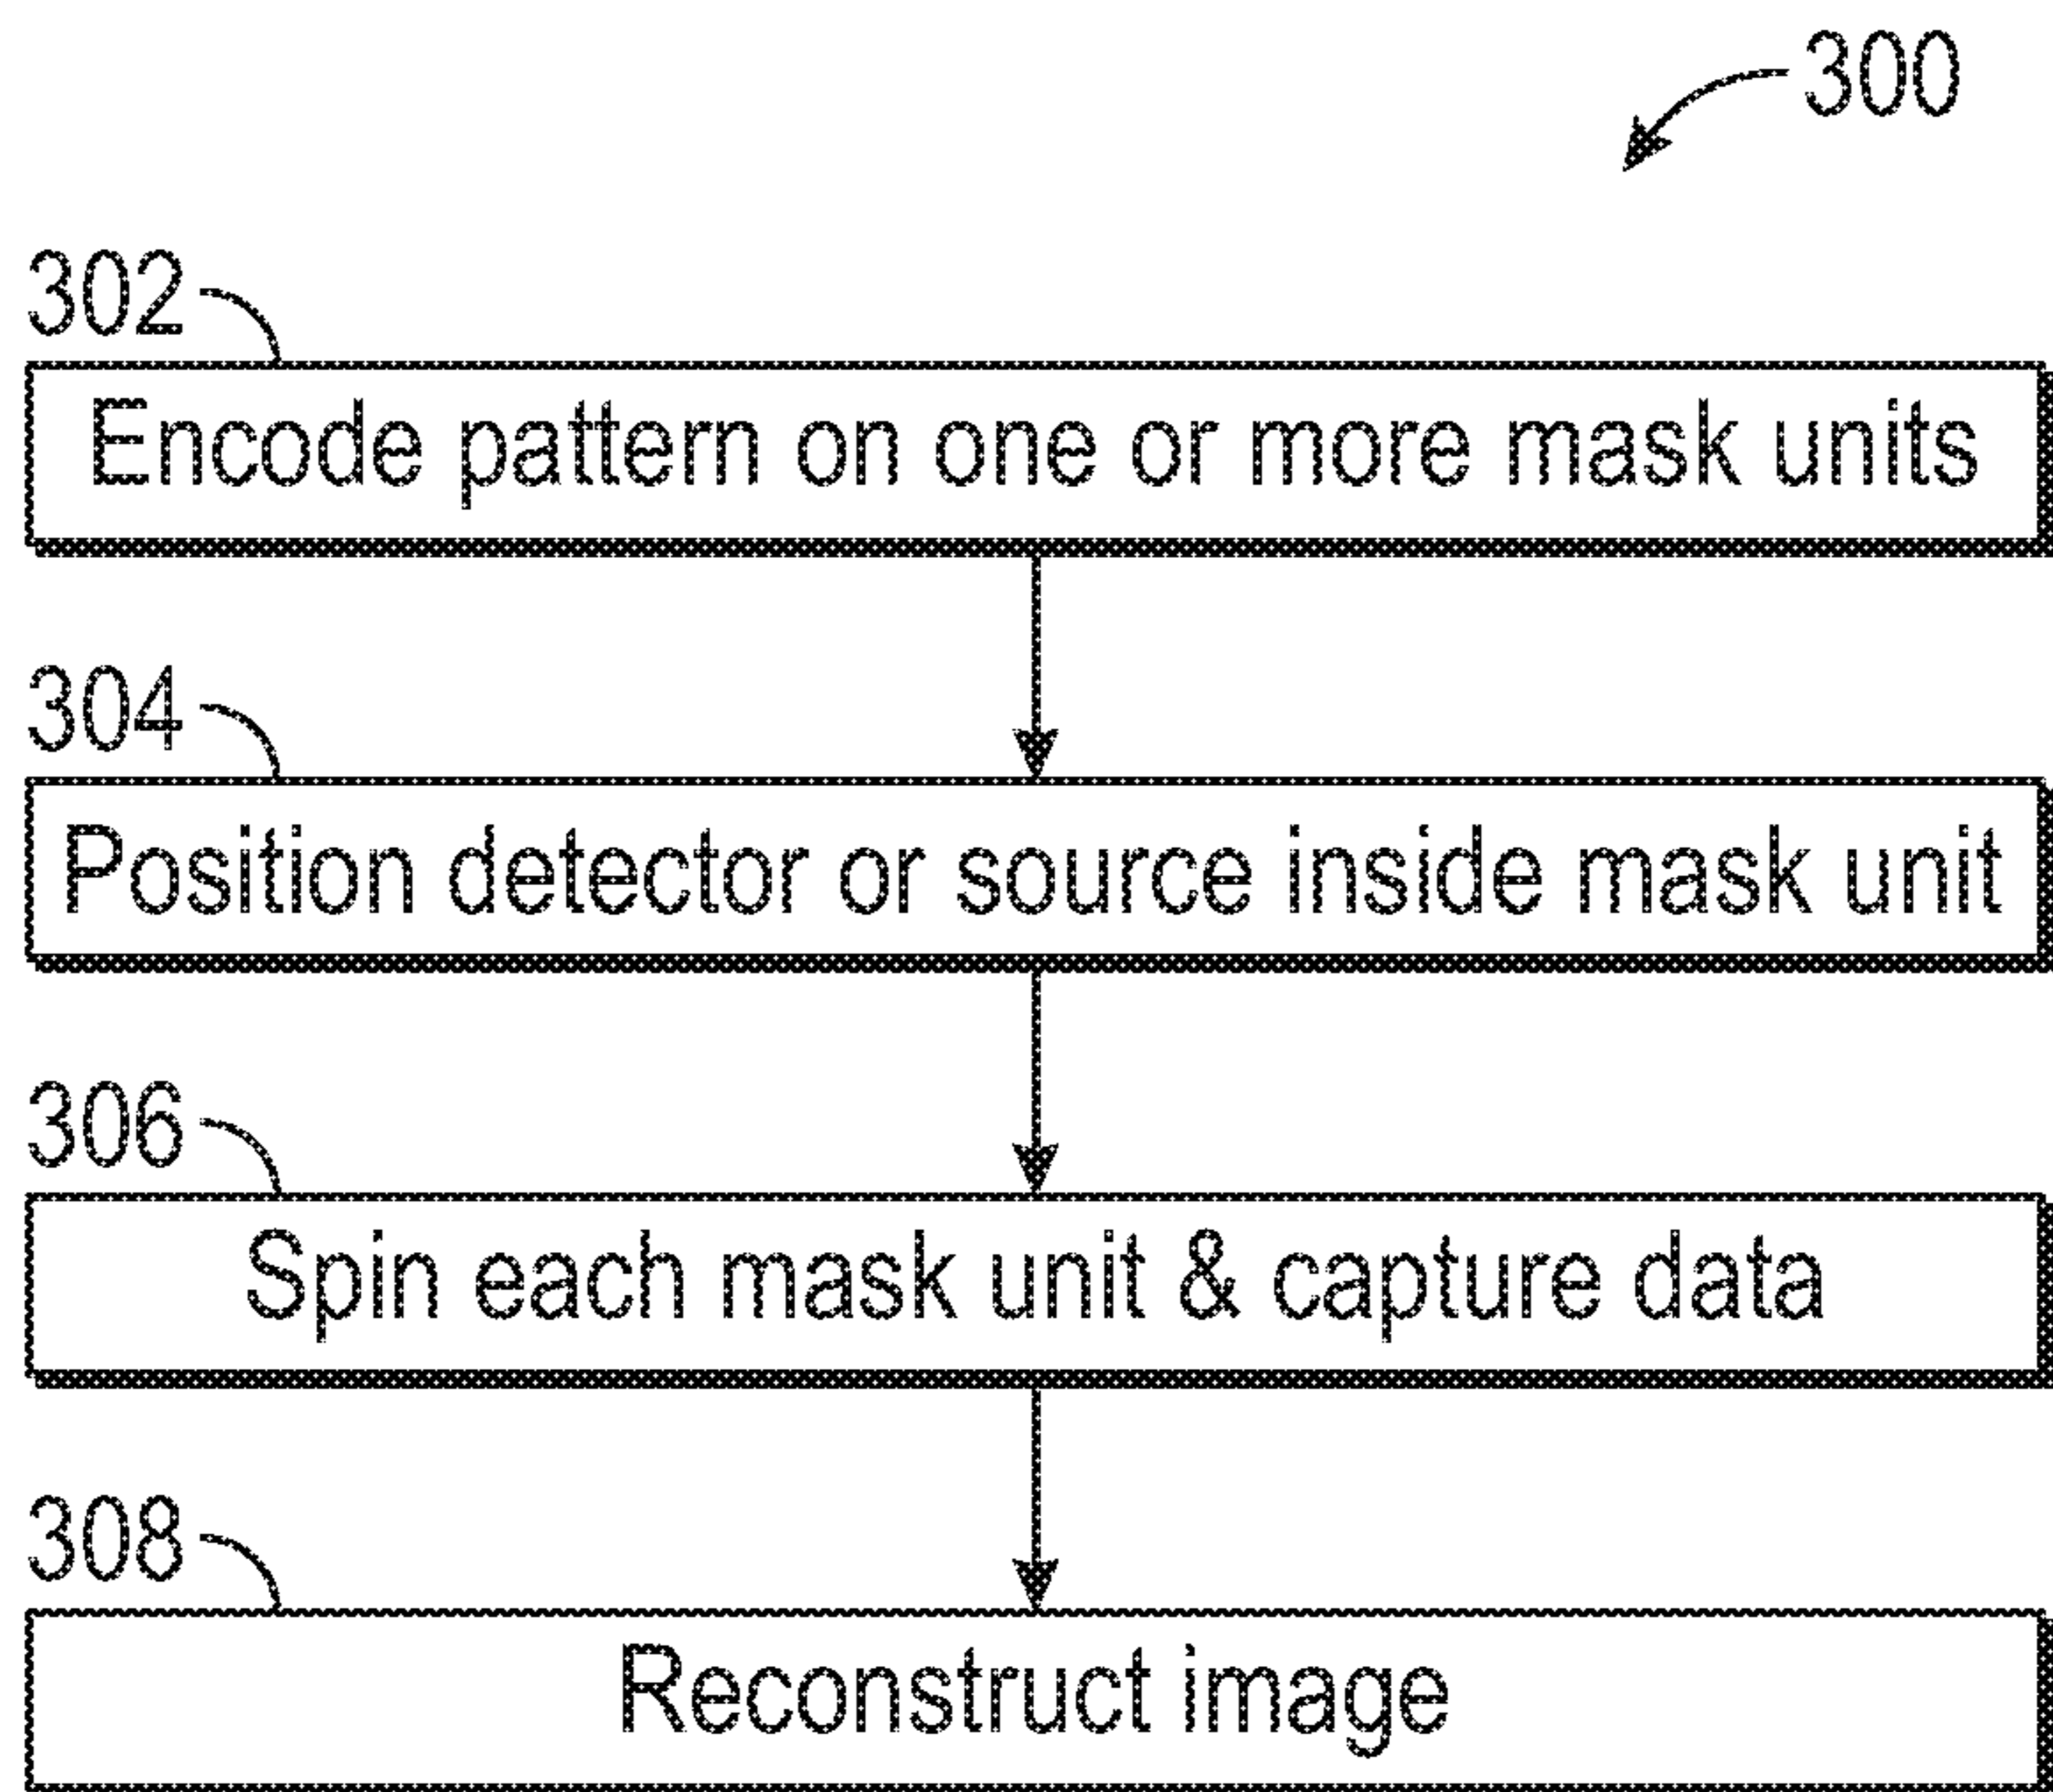 300
302
Encode pattern on one or more mask units
304
Position detector or source inside mask unit
306
Spin each mask unit & capture data
308
Reconstruct image